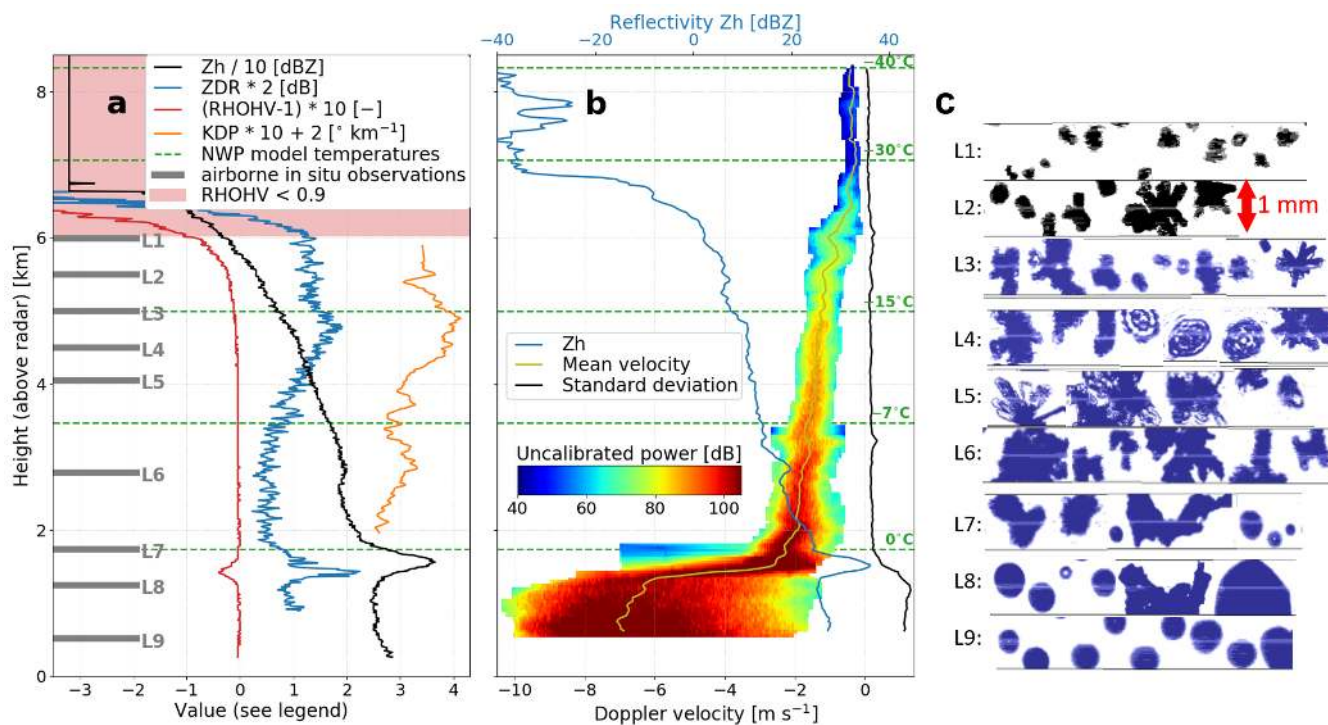 Reflectivity Zh [dBZ]
−40 −20 0 20 40
a
Zh / 10 [dBZ]
ZDR * 2 [dB]
(RHOHV-1) * 10 [−]
KDP * 10 + 2 [° km⁻¹]
NWP model temperatures
airborne in situ observations
RHOHV < 0.9
8
6
4
2
0
Height (above radar) [km]
L1
L2
L3
L4
L5
L6
L7
L8
L9
−3 −2 −1 0 1 2 3 4
Value (see legend)
b
−40°C
−30°C
−15°C
−7°C
0°C
Zh
Mean velocity
Standard deviation
Uncalibrated power [dB]
40 60 80 100
−10 −8 −6 −4 −2 0
Doppler velocity [m s⁻¹]
c
L1:
L2:
1 mm
L3:
L4:
L5:
L6:
L7:
L8:
L9: